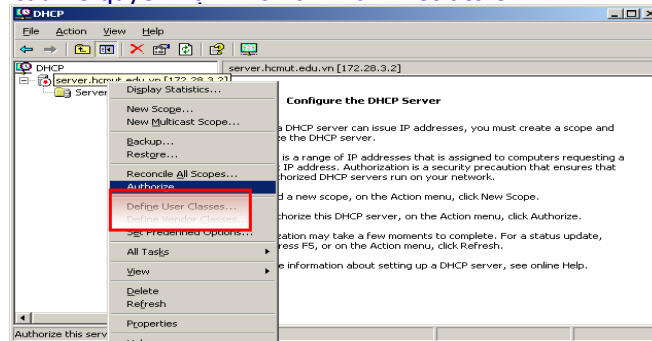 DHCP
File Action View Help
DHCP
server.hcmut.edu.vn [172.28.3.2]
server.hcmut.edu.vn [172.28.3.2]
Server
Display Statistics...
New Scope...
New Multicast Scope...
Backup...
Restore...
Reconcile All Scopes...
Authorize
Define User Classes...
Define Vendor Classes...
Set Predefined Options...
All Tasks
View
Delete
Refresh
Properties
Configure the DHCP Server
a DHCP server can issue IP addresses, you must create a scope and
e the DHCP server.
is a range of IP addresses that is assigned to computers requesting a
IP address. Authorization is a security precaution that ensures that
horized DHCP servers run on your network.
d a new scope, on the Action menu, click New Scope.
thorize this DHCP server, on the Action menu, click Authorize.
zation may take a few moments to complete. For a status update,
ress F5, or on the Action menu, click Refresh.
e information about setting up a DHCP server, see online Help.
Authorize this serv